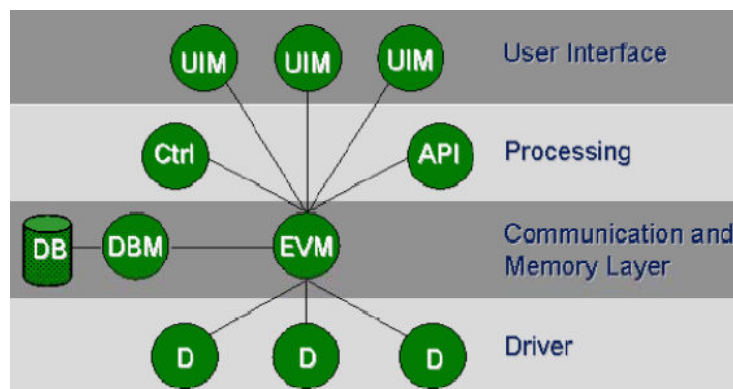 UIM UIM UIM User Interface
Ctrl API Processing
DB DBM EVM Communication and
Memory Layer
D D D Driver